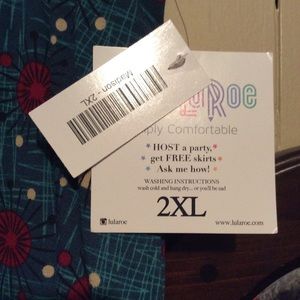 Madison - 2XL
LuLaRoe
Simply Comfortable
HOST a party,
get FREE skirts
Ask me how!
WASHING INSTRUCTIONS
wash cold and hang dry... or you'll be sad
2XL
lularoe
www.lularoe.com